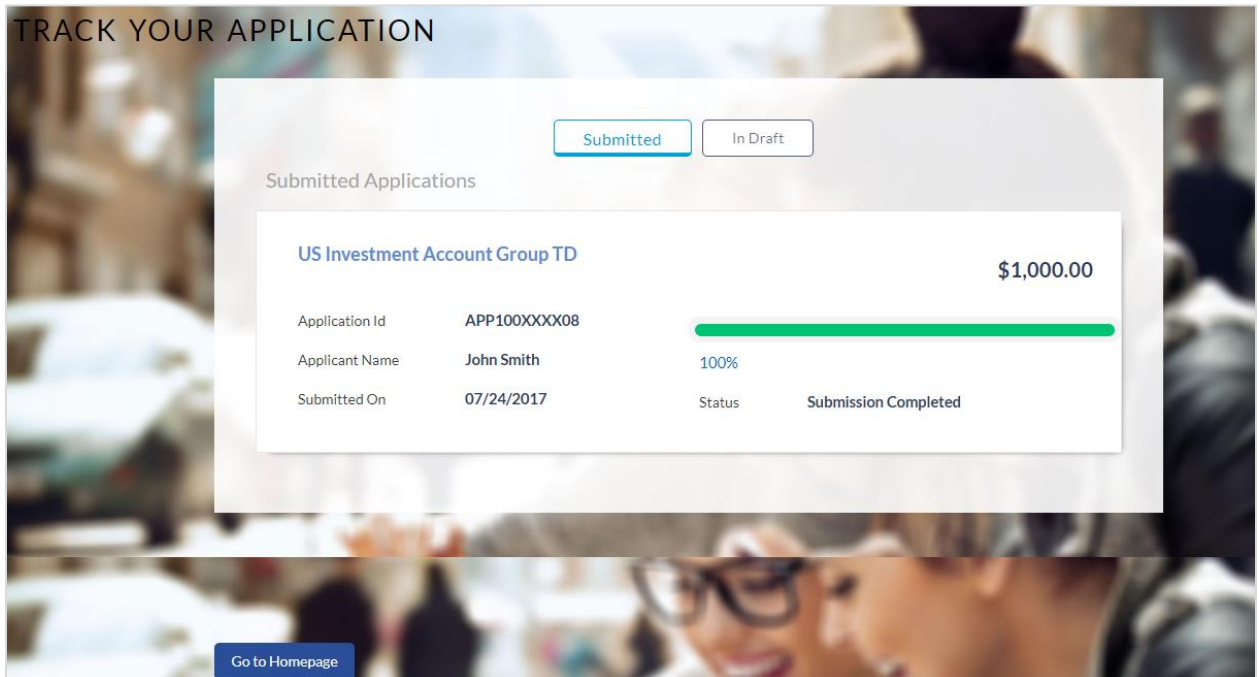 TRACK YOUR APPLICATION
Submitted In Draft
Submitted Applications
US Investment Account Group TD
$1,000.00
Application Id APP100XXXX08
Applicant Name John Smith
100%
Submitted On 07/24/2017
Status Submission Completed
Go to Homepage